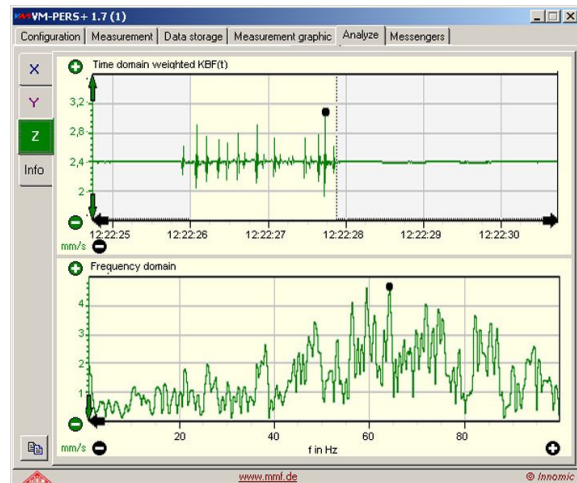 VM-PERS+ 1.7 (1)
Configuration Measurement Data storage Measurement graphic Analyze Messengers
X
Y
Z
Info
Time domain weighted KBF(t)
3,2
2,8
2,4
2
12:22:25 12:22:26 12:22:27 12:22:28 12:22:29 12:22:30
mm/s
Frequency domain
4
3
2
1
20 40 60 80
mm/s f in Hz
www.mmf.de © Innomic